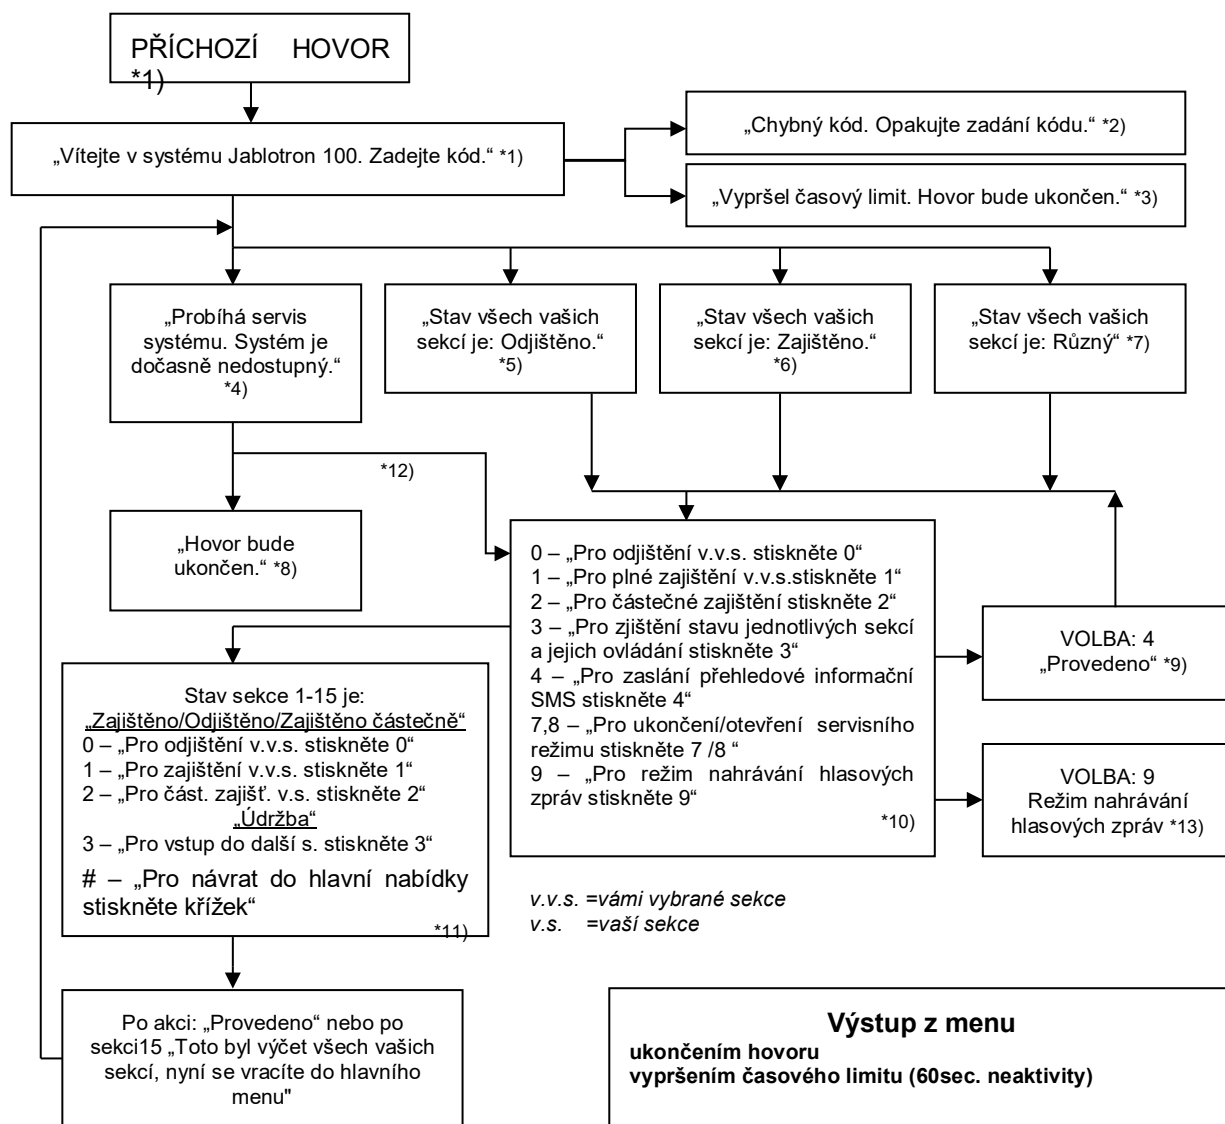 PŘÍCHOZÍ HOVOR
*1)
„Vítejte v systému Jablotron 100. Zadejte kód.“ *1)
„Chybný kód. Opakujte zadání kódu.“ *2)
„Vypršel časový limit. Hovor bude ukončen.“ *3)
„Probíhá servis
systému. Systém je
dočasně nedostupný.“
*4)
„Stav všech vašich
sekcí je: Odjištěno.“
*5)
„Stav všech vašich
sekcí je: Zajištěno.“
*6)
„Stav všech vašich
sekcí je: Různý“ *7)
*12)
„Hovor bude
ukončen.“ *8)
0 – „Pro odjištění v.v.s. stiskněte 0“
1 – „Pro plné zajištění v.v.s.stiskněte 1“
2 – „Pro částečné zajištění stiskněte 2“
3 – „Pro zjištění stavu jednotlivých sekcí
a jejich ovládání stiskněte 3“
4 – „Pro zaslání přehledové informační
SMS stiskněte 4“
7,8 – „Pro ukončení/otevření servisního
režimu stiskněte 7 /8 “
9 – „Pro režim nahrávání hlasových
zpráv stiskněte 9“
*10)
VOLBA: 4
„Provedeno“ *9)
VOLBA: 9
Režim nahrávání
hlasových zpráv *13)
Stav sekce 1-15 je:
„Zajištěno/Odjištěno/Zajištěno částečně“
0 – „Pro odjištění v.v.s. stiskněte 0“
1 – „Pro zajištění v.v.s. stiskněte 1“
2 – „Pro část. zajišť. v.s. stiskněte 2“
„Údržba“
3 – „Pro vstup do další s. stiskněte 3“
# – „Pro návrat do hlavní nabídky
stiskněte křížek“
*11)
v.v.s. =vámi vybrané sekce
v.s. =vaší sekce
Po akci: „Provedeno“ nebo po
sekci15 „Toto byl výčet všech vašich
sekcí, nyní se vracíte do hlavního
menu"
Výstup z menu
ukončením hovoru
vypršením časového limitu (60sec. neaktivity)